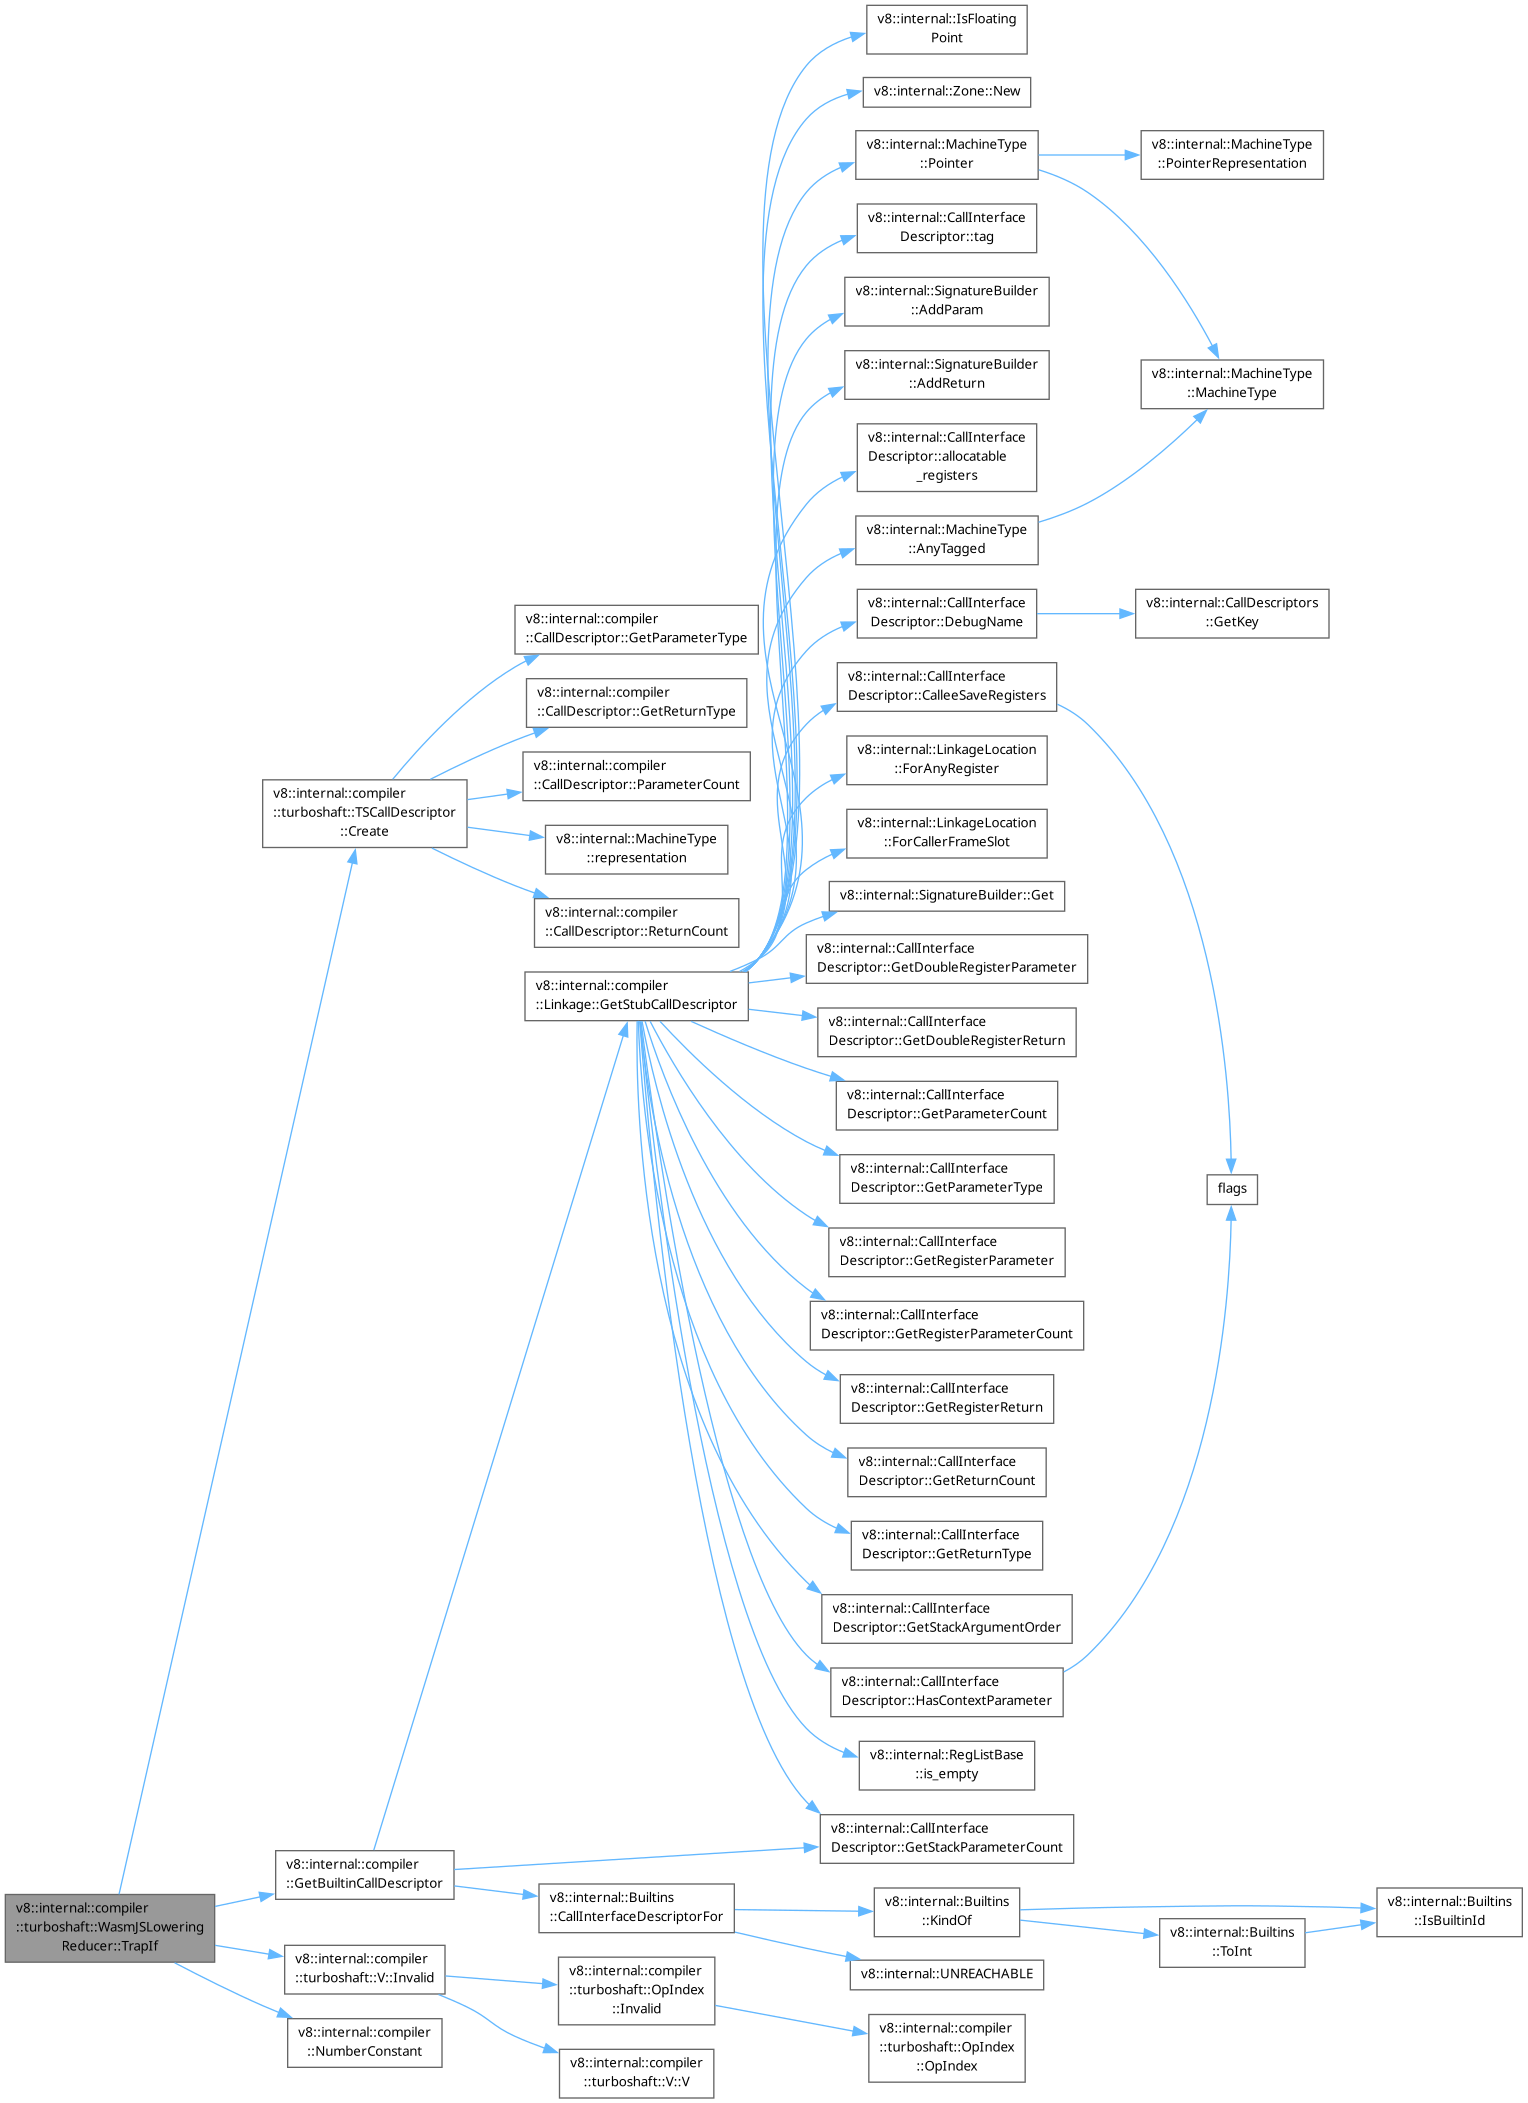 v8::internal::IsFloating
Point
v8::internal::Zone::New
v8::internal::MachineType
::Pointer
v8::internal::MachineType
::PointerRepresentation
v8::internal::CallInterface
Descriptor::tag
v8::internal::SignatureBuilder
::AddParam
v8::internal::SignatureBuilder
::AddReturn
v8::internal::MachineType
::MachineType
v8::internal::CallInterface
Descriptor::allocatable
_registers
v8::internal::MachineType
::AnyTagged
v8::internal::CallInterface
Descriptor::DebugName
v8::internal::CallDescriptors
::GetKey
v8::internal::compiler
::CallDescriptor::GetParameterType
v8::internal::CallInterface
Descriptor::CalleeSaveRegisters
v8::internal::compiler
::CallDescriptor::GetReturnType
v8::internal::LinkageLocation
::ForAnyRegister
v8::internal::compiler
::CallDescriptor::ParameterCount
v8::internal::compiler
::turboshaft::TSCallDescriptor
::Create
v8::internal::LinkageLocation
::ForCallerFrameSlot
v8::internal::MachineType
::representation
v8::internal::SignatureBuilder::Get
v8::internal::compiler
::CallDescriptor::ReturnCount
v8::internal::CallInterface
Descriptor::GetDoubleRegisterParameter
v8::internal::compiler
::Linkage::GetStubCallDescriptor
v8::internal::CallInterface
Descriptor::GetDoubleRegisterReturn
v8::internal::CallInterface
Descriptor::GetParameterCount
v8::internal::CallInterface
Descriptor::GetParameterType
flags
v8::internal::CallInterface
Descriptor::GetRegisterParameter
v8::internal::CallInterface
Descriptor::GetRegisterParameterCount
v8::internal::CallInterface
Descriptor::GetRegisterReturn
v8::internal::CallInterface
Descriptor::GetReturnCount
v8::internal::CallInterface
Descriptor::GetReturnType
v8::internal::CallInterface
Descriptor::GetStackArgumentOrder
v8::internal::CallInterface
Descriptor::HasContextParameter
v8::internal::RegListBase
::is_empty
v8::internal::CallInterface
Descriptor::GetStackParameterCount
v8::internal::compiler
::GetBuiltinCallDescriptor
v8::internal::Builtins
::CallInterfaceDescriptorFor
v8::internal::Builtins
::KindOf
v8::internal::Builtins
::IsBuiltinId
v8::internal::compiler
::turboshaft::WasmJSLowering
Reducer::TrapIf
v8::internal::Builtins
::ToInt
v8::internal::compiler
::turboshaft::V::Invalid
v8::internal::UNREACHABLE
v8::internal::compiler
::turboshaft::OpIndex
::Invalid
v8::internal::compiler
::NumberConstant
v8::internal::compiler
::turboshaft::OpIndex
::OpIndex
v8::internal::compiler
::turboshaft::V::V